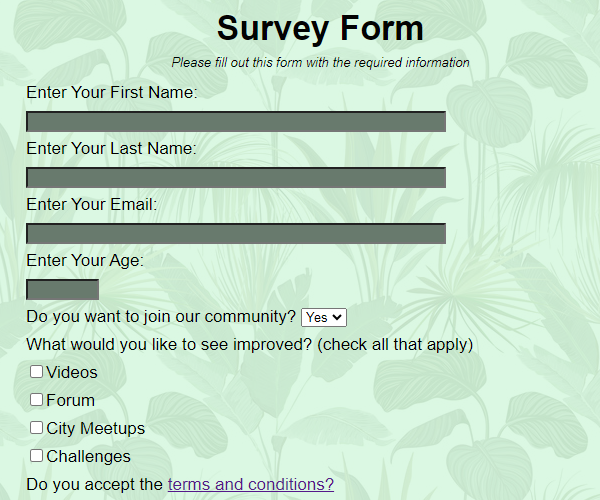 Survey Form
Please fill out this form with the required information
Enter Your First Name:
Enter Your Last Name:
Enter Your Email:
Enter Your Age:
Do you want to join our community? Yes
What would you like to see improved? (check all that apply)
Videos
Forum
City Meetups
Challenges
Do you accept the terms and conditions?